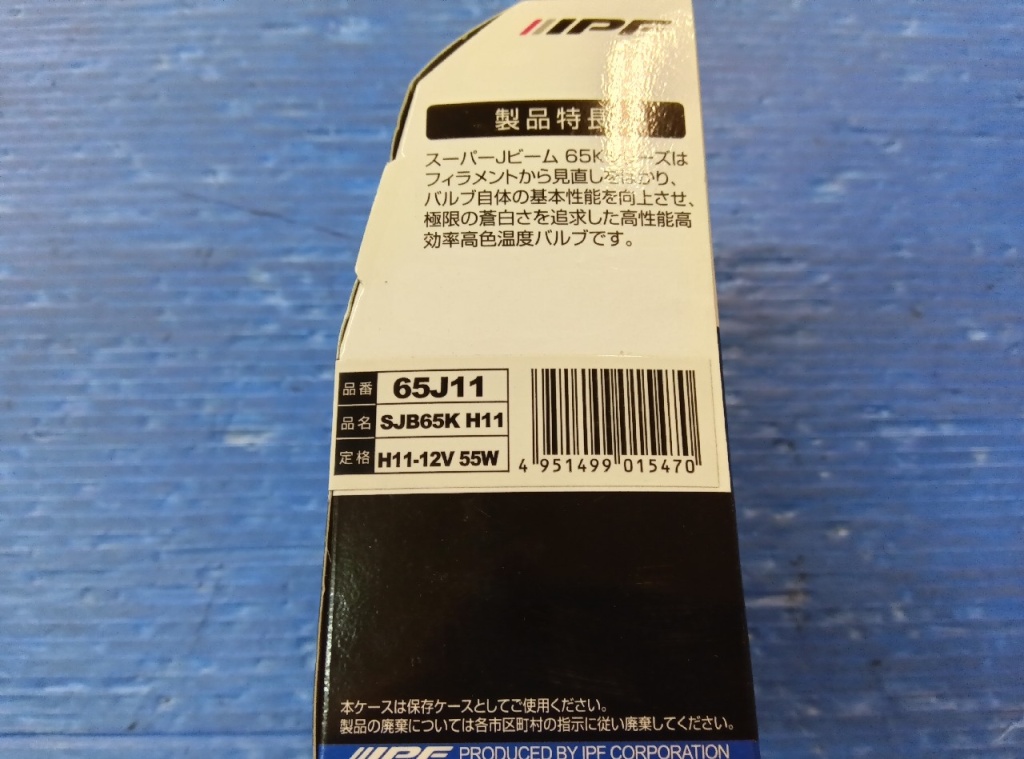 IPF
製品特長
スーパーJビーム 65Kシリーズは
フィラメントから見直しをはかり、
バルブ自体の基本性能を向上させ、
極限の蒼白さを追求した高性能高
効率高色温度バルブです。
品番 65J11
品名 SJB65K H11
定格 H11-12V 55W
4 951499 015470
本ケースは保存ケースとしてご使用ください。
製品の廃棄については各市区町村の指示に従い廃棄してください。
IPF PRODUCED BY IPF CORPORATION